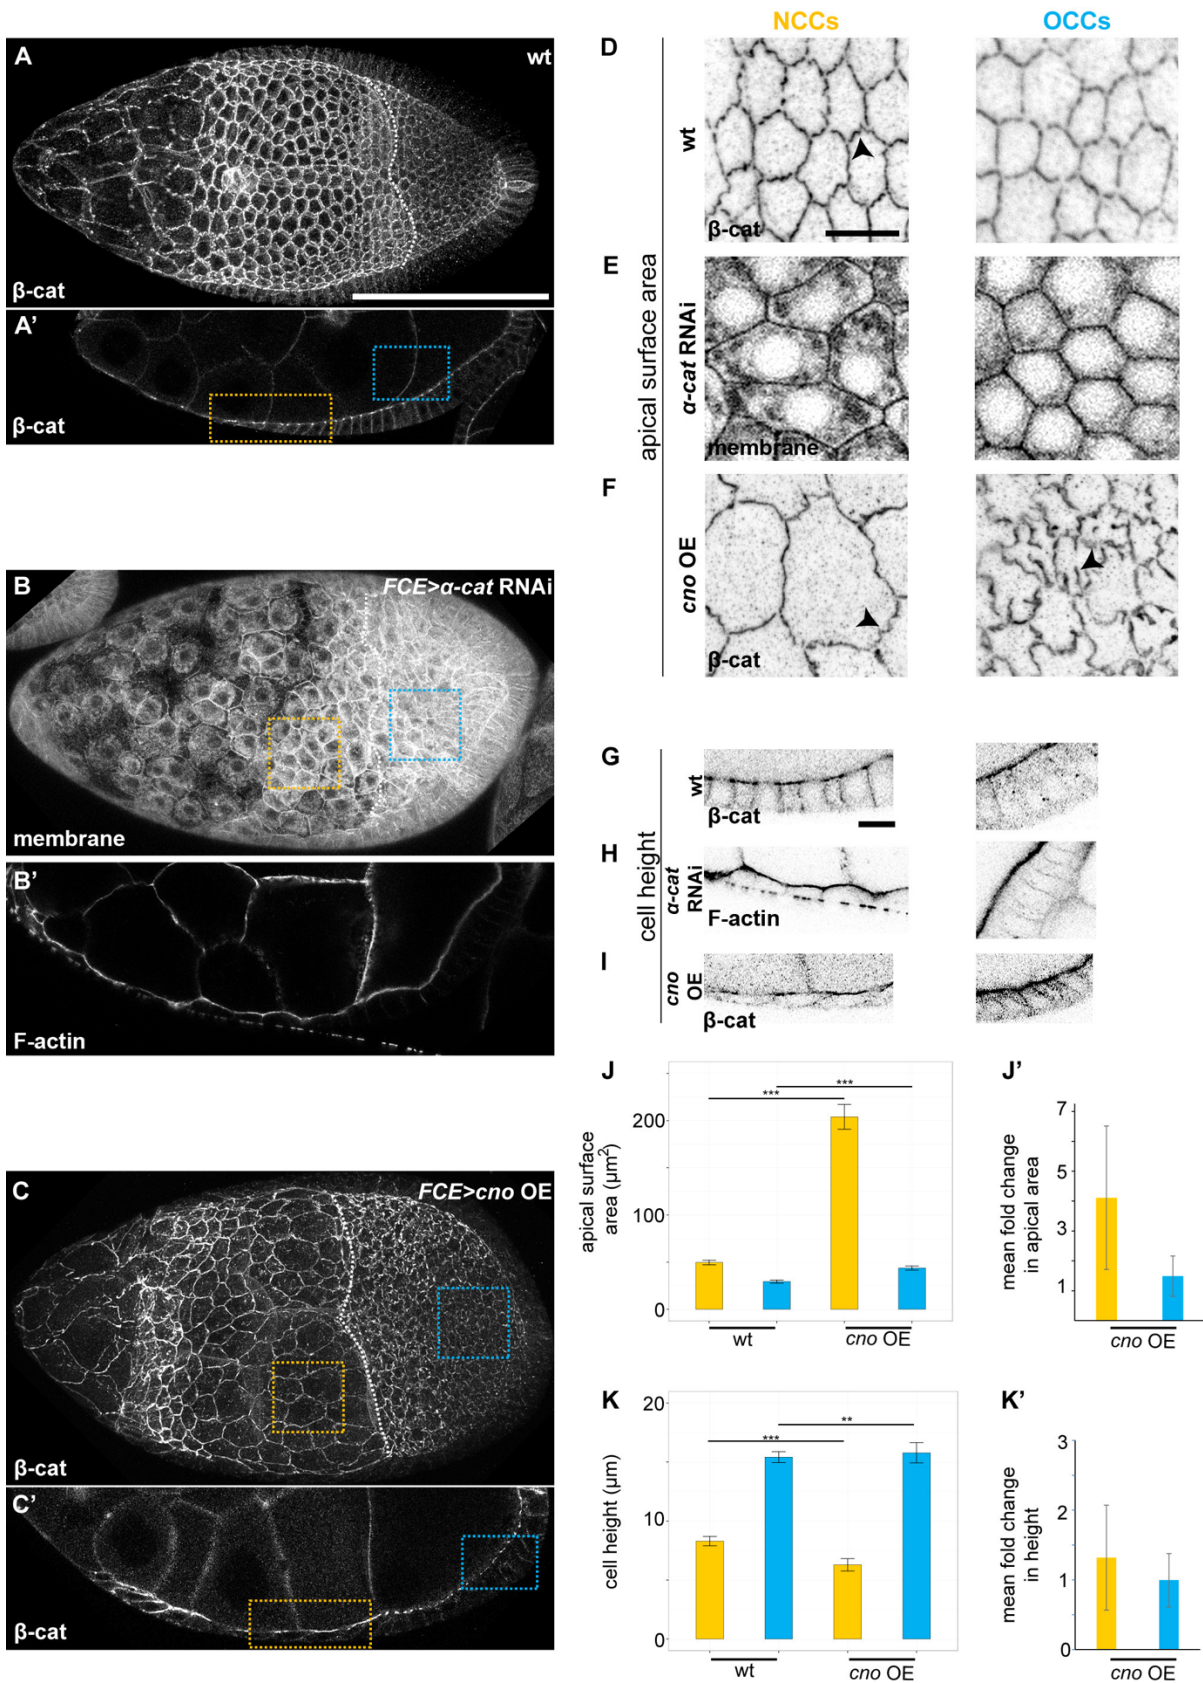 A
wt
β-cat
A'
β-cat
B
FCE>α-cat RNAi
membrane
B'
F-actin
C
FCE>cno OE
β-cat
C'
β-cat
NCCs
OCCs
apical surface area
D
wt
β-cat
E
α-cat RNAi
membrane
F
cno OE
β-cat
cell height
G
wt
β-cat
H
α-cat
RNAi
F-actin
I
cno
OE
β-cat
J
apical surface
area (μm²)
200
100
0
***
***
wt
cno OE
J'
mean fold change
in apical area
7
5
3
1
cno OE
K
cell height (μm)
20
10
0
***
**
wt
cno OE
K'
mean fold change
in height
3
2
1
0
cno OE